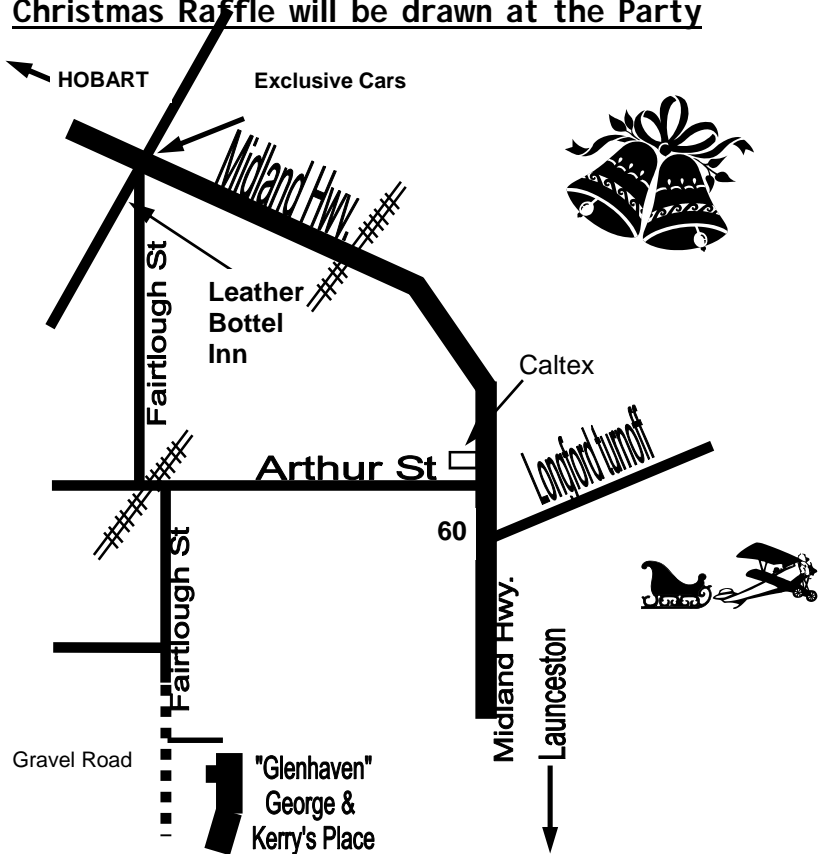 Christmas Raffle will be drawn at the Party
HOBART
Exclusive Cars
Midland Hwy.
Leather
Bottel
Inn
Fairtlough St
Caltex
Longford turnoff
Arthur St
60
Fairtlough St
Midland Hwy.
Launceston
Gravel Road
"Glenhaven"
George &
Kerry's Place